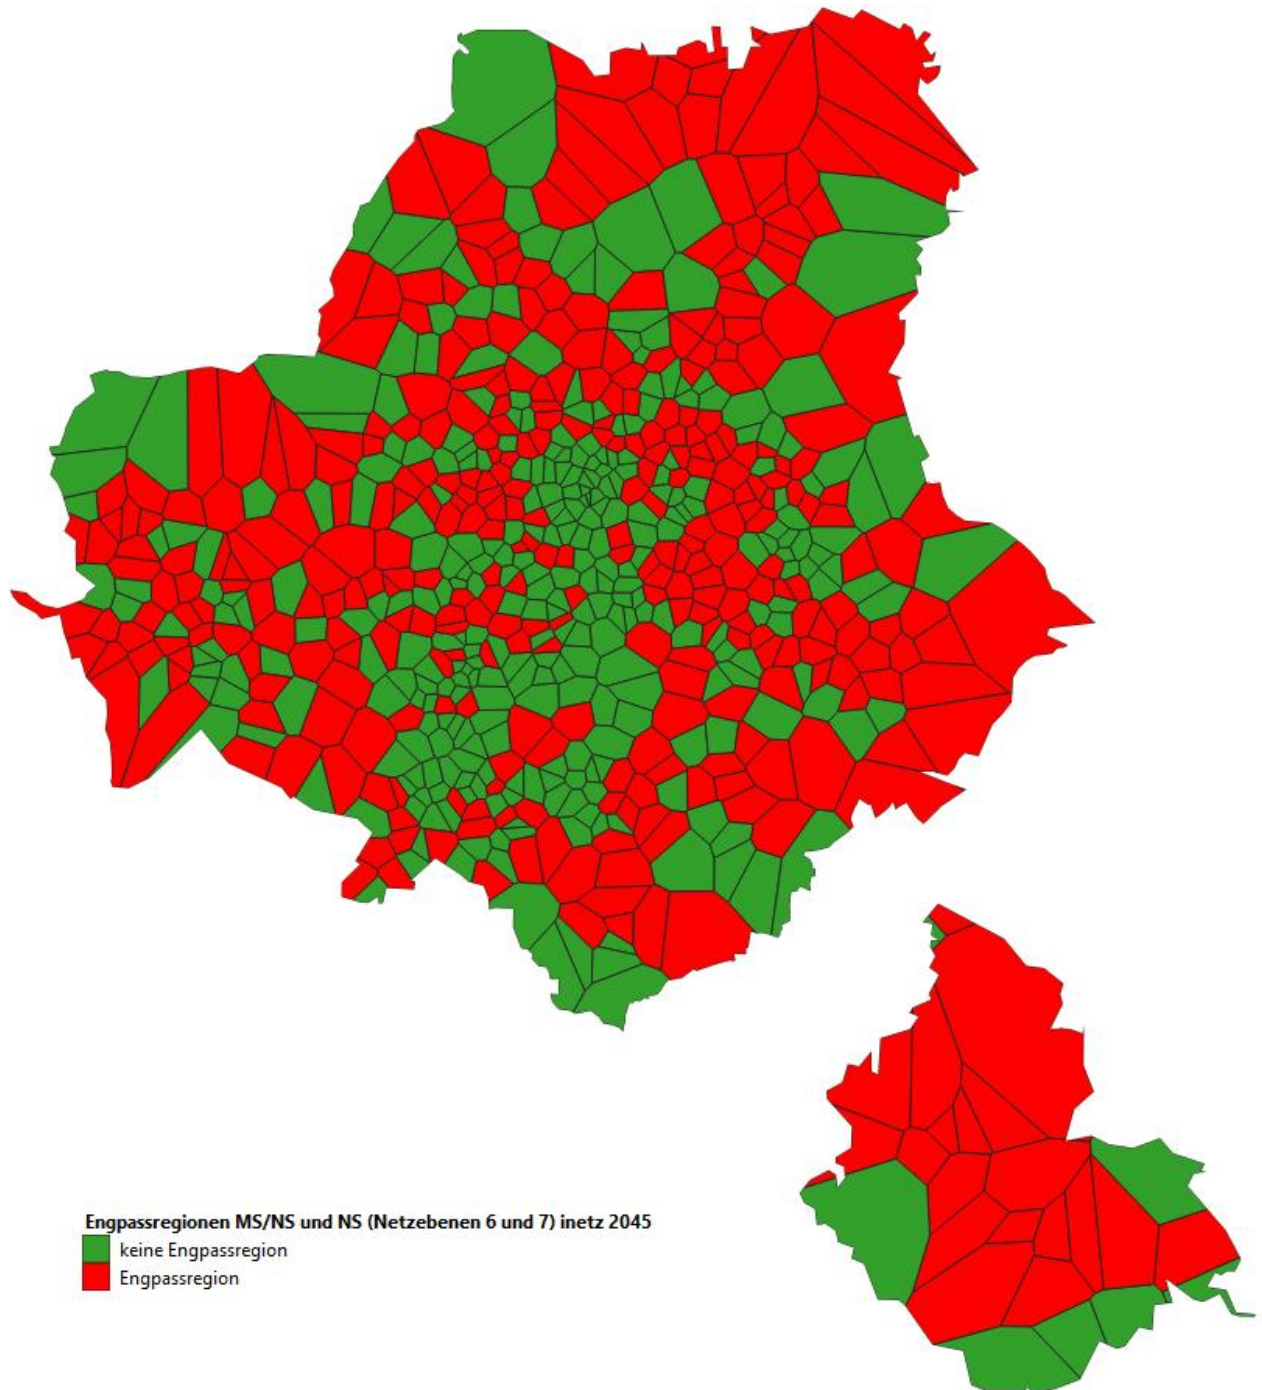 Engpassregionen MS/NS und NS (Netzebenen 6 und 7) inetz 2045
keine Engpassregion
Engpassregion